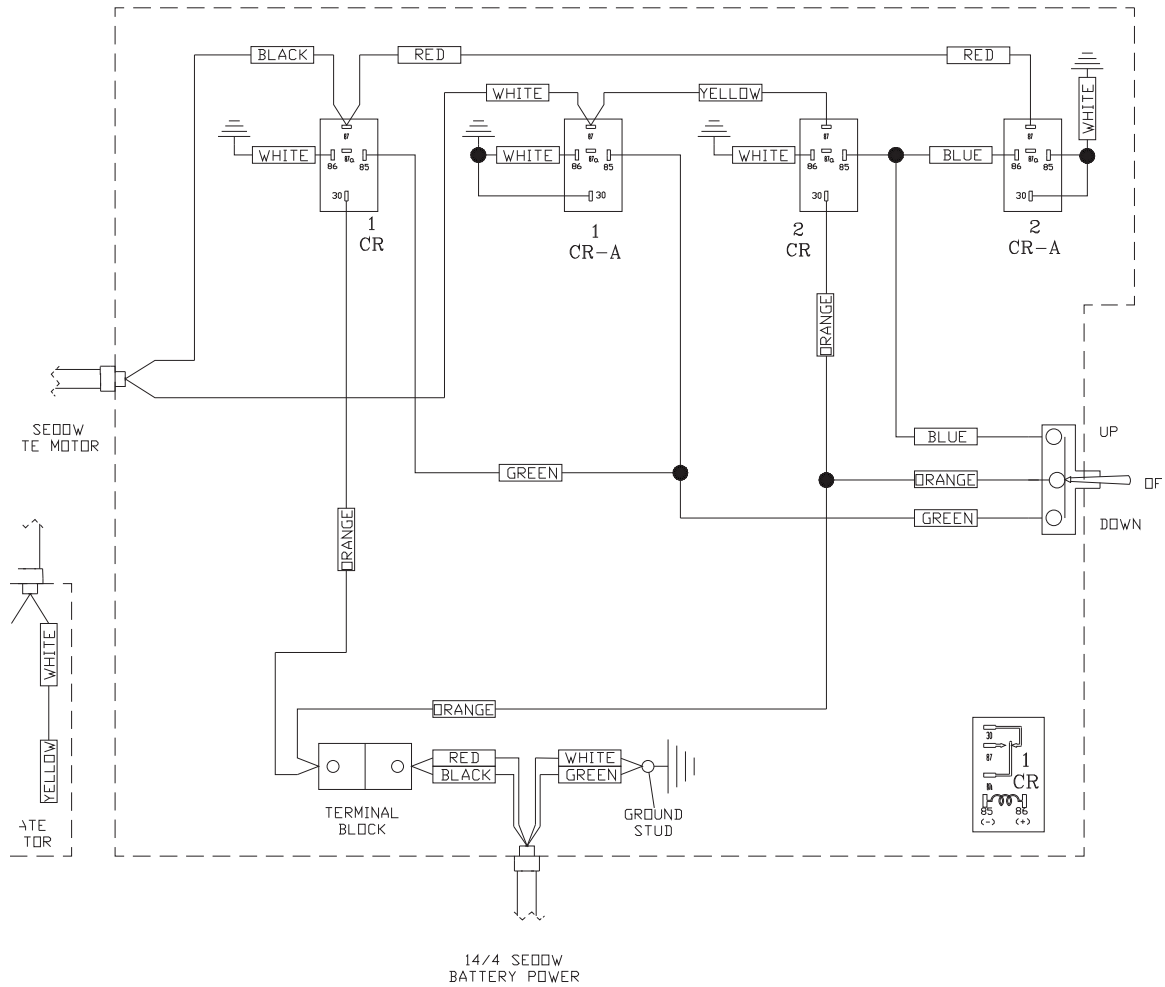 BLACK
RED
RED
WHITE
WHITE
YELLOW
87
87
87
87
WHITE
86
87a
85
WHITE
86
87a
85
WHITE
86
87a
85
BLUE
86
87a
85
30
30
30
30
1
CR
1
CR-A
2
CR
2
CR-A
ORANGE
SEOOW
TE MOTOR
UP
BLUE
GREEN
ORANGE
OF
GREEN
DOWN
ORANGE
WHITE
YELLOW
ATE
TOR
ORANGE
RED
BLACK
WHITE
GREEN
TERMINAL
BLOCK
GROUND
STUD
30
87
1
CR
85
86
(-)
(+)
14/4 SEOOW
BATTERY POWER